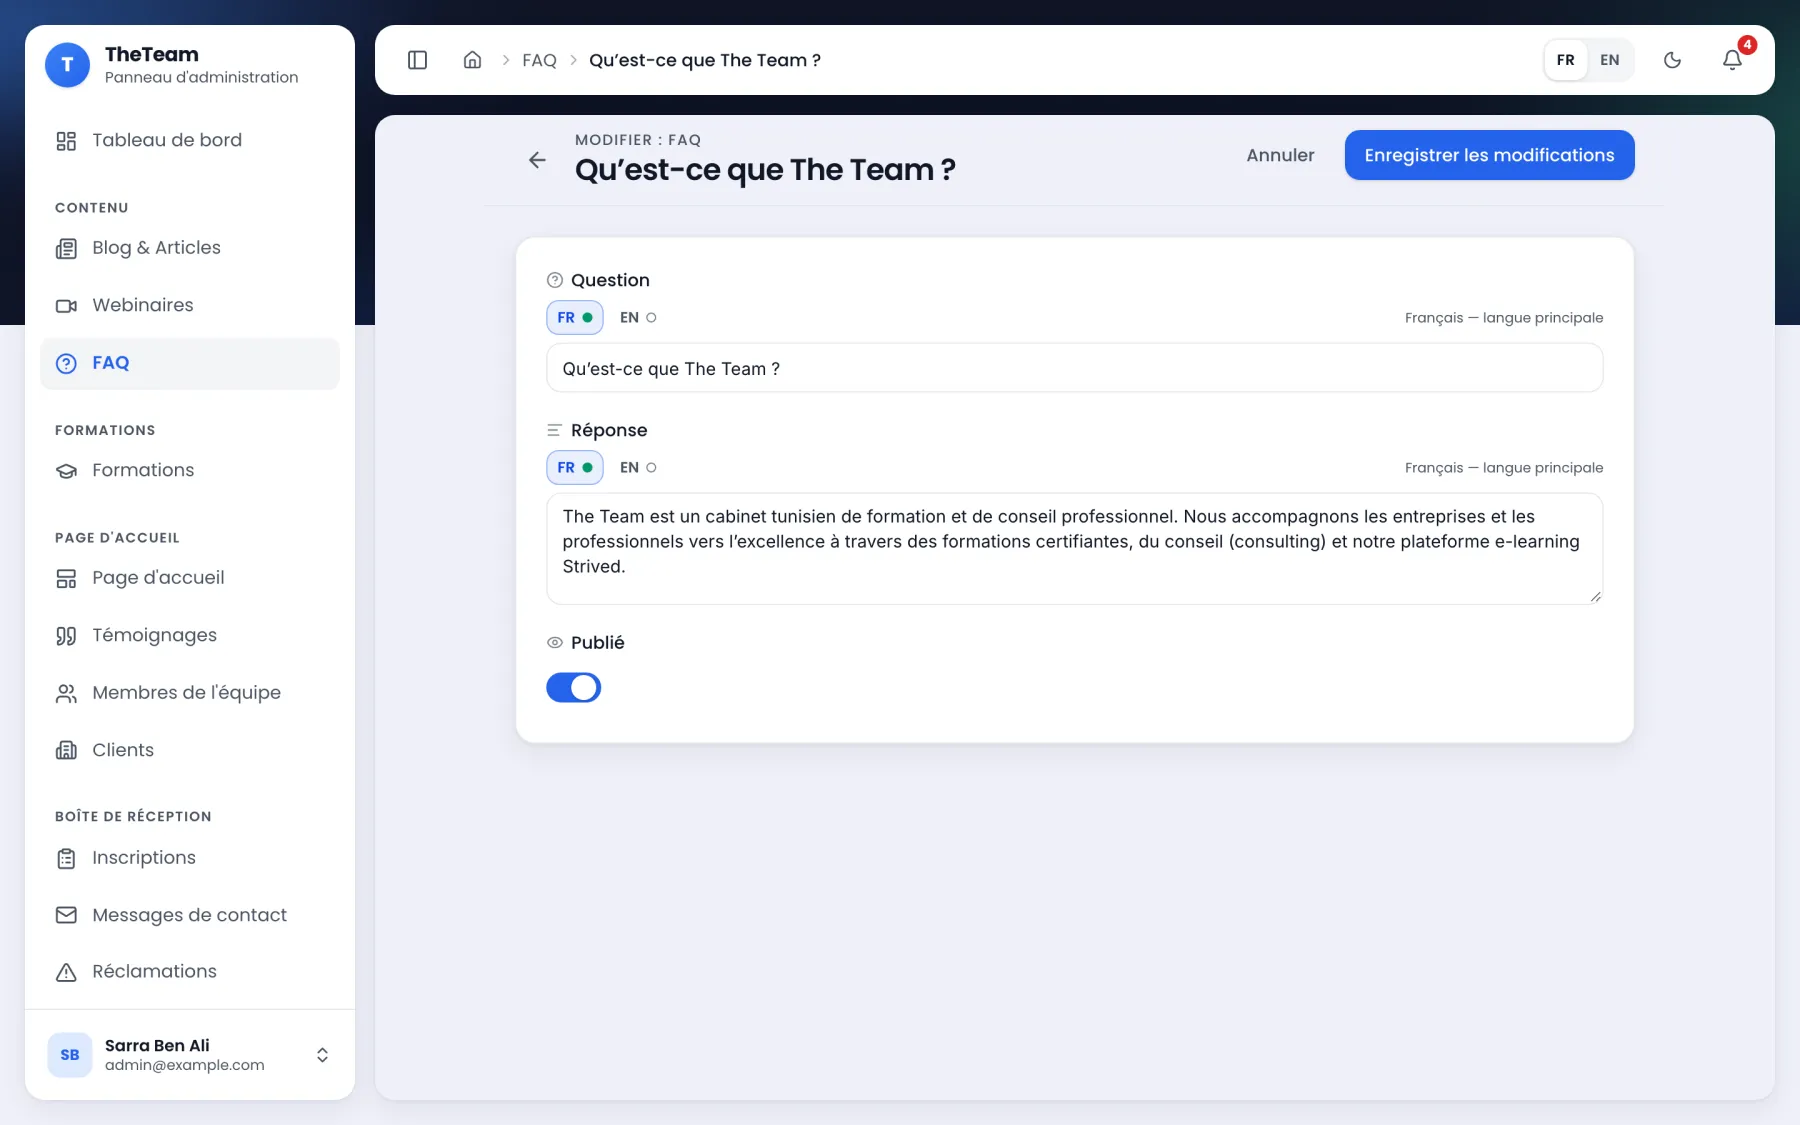 T
TheTeam
Panneau d'administration
Tableau de bord
CONTENU
Blog & Articles
Webinaires
FAQ
FORMATIONS
Formations
PAGE D'ACCUEIL
Page d'accueil
Témoignages
Membres de l'équipe
Clients
BOÎTE DE RÉCEPTION
Inscriptions
Messages de contact
Réclamations
SB
Sarra Ben Ali
admin@example.com
FAQ
Qu’est-ce que The Team ?
FR
EN
4
MODIFIER : FAQ
Qu’est-ce que The Team ?
Annuler
Enregistrer les modifications
Question
FR
EN
Français — langue principale
Qu’est-ce que The Team ?
Réponse
FR
EN
Français — langue principale
The Team est un cabinet tunisien de formation et de conseil professionnel. Nous accompagnons les entreprises et les
professionnels vers l’excellence à travers des formations certifiantes, du conseil (consulting) et notre plateforme e-learning
Strived.
Publié